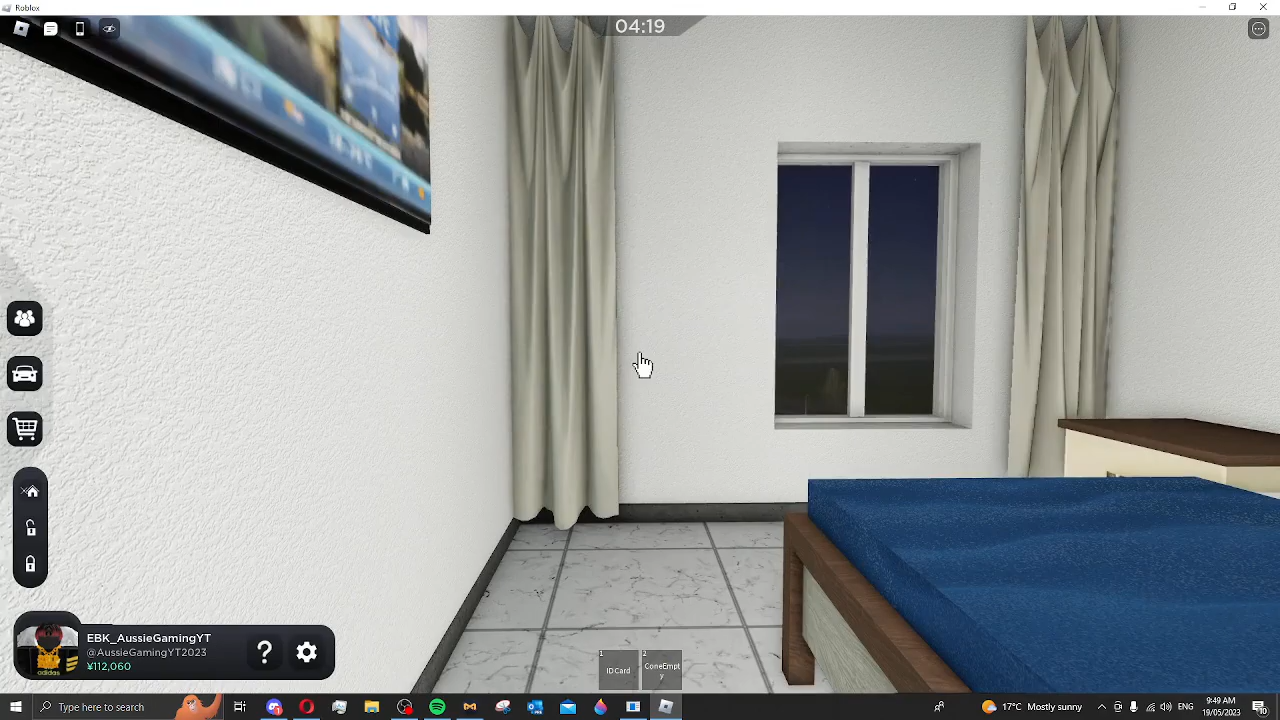 Roblox
04:19
EBK_AussieGamingYT
@AussieGamingYT2023
¥112,060
adidas
?
1
IDCard
2
ConeEmpt
y
Type here to search
17°C Mostly sunny
ENG
9:49 AM
19/05/2023